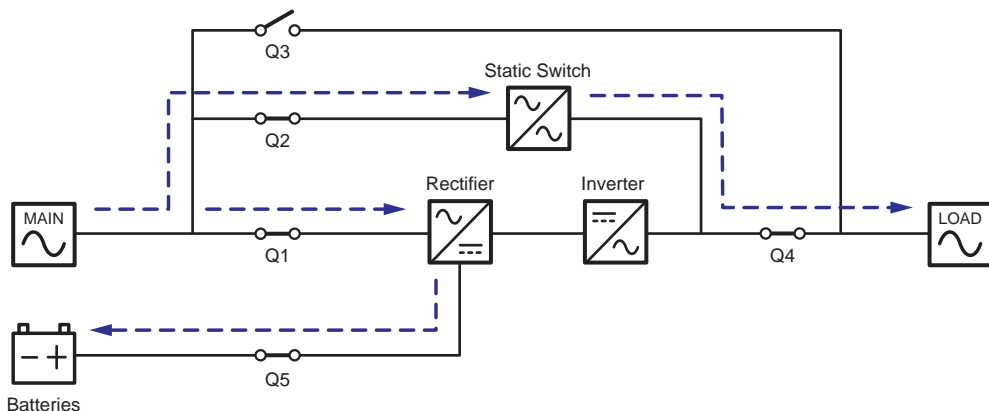 Q3
Static Switch
Q2
Rectifier
Inverter
MAIN
LOAD
Q1
Q4
Q5
Batteries